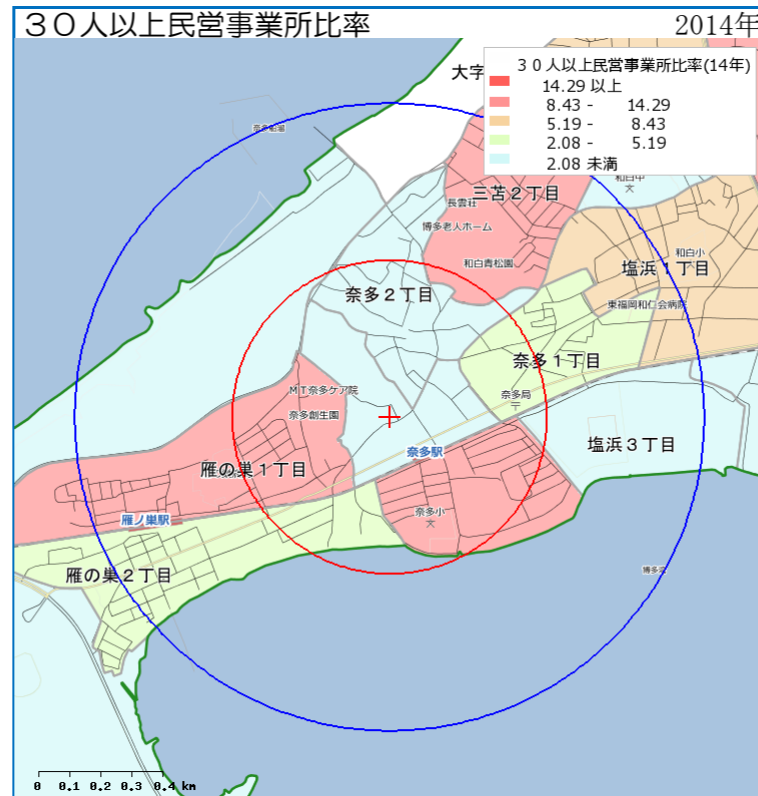 ３０人以上民営事業所比率
2014年
３０人以上民営事業所比率(14年)
14.29 以上
8.43 - 14.29
5.19 - 8.43
2.08 - 5.19
2.08 未満
大字
和白中
三苫２丁目
長雲荘
博多老人ホーム
和白青松園
和白小
塩浜１丁目
東福岡和仁会病院
奈多２丁目
奈多１丁目
ＭＴ奈多ケア院
奈多創生園
奈多局
塩浜３丁目
奈多駅
雁の巣１丁目
奈多小
雁ノ巣駅
雁の巣２丁目
0 0.1 0.2 0.3 0.4 km